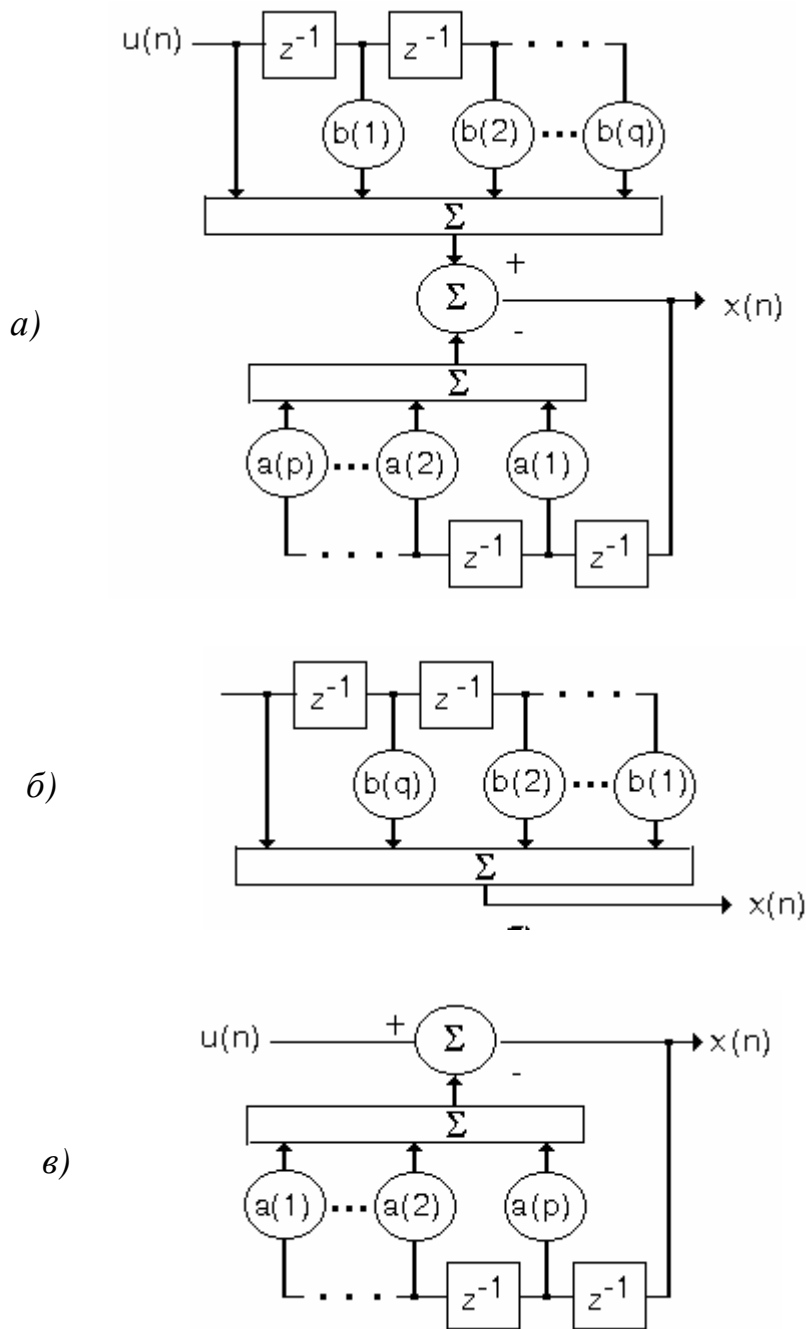 u(n) z⁻¹ z⁻¹ . . . .
b(1) b(2) ... b(q)
Σ
+
а) Σ x(n)
-
Σ
a(p) ... a(2) a(1)
. . . . z⁻¹ z⁻¹
z⁻¹ z⁻¹ . . . .
б) b(q) b(2) ... b(1)
Σ
x(n)
u(n) + Σ x(n)
-
Σ
в) a(1) ... a(2) a(p)
. . . . z⁻¹ z⁻¹